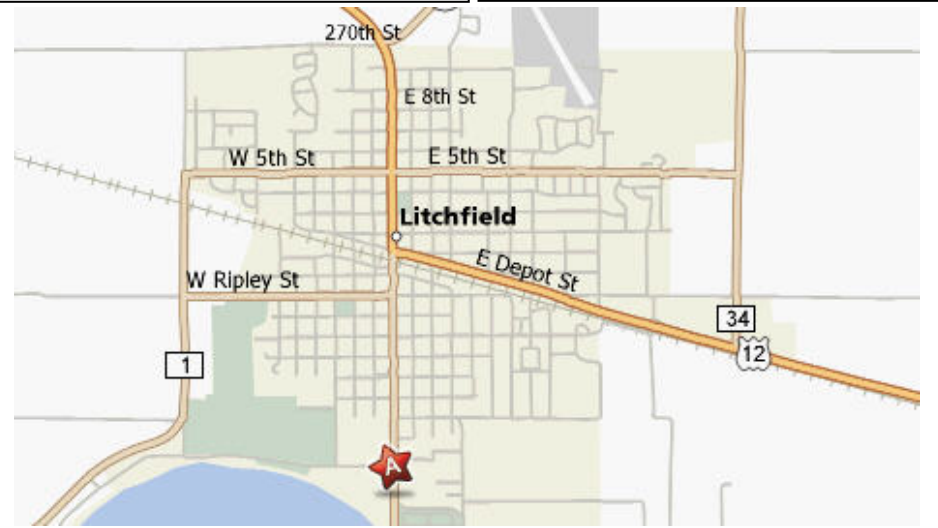 270th St
E 8th St
W 5th St
E 5th St
Litchfield
E Depot St
W Ripley St
34
12
1
A